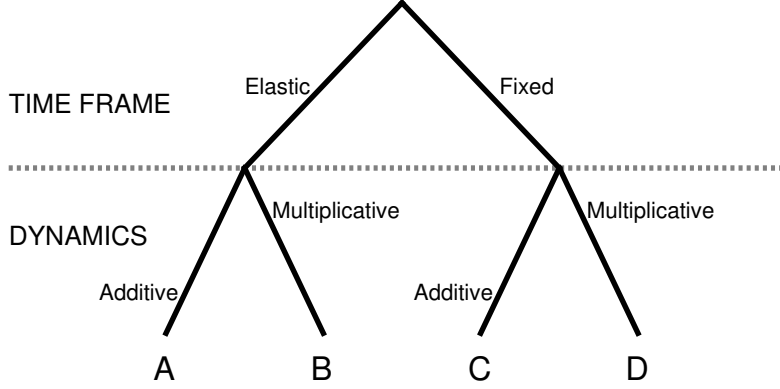 Elastic
Fixed
TIME FRAME
Multiplicative
Multiplicative
DYNAMICS
Additive
Additive
A
B
C
D